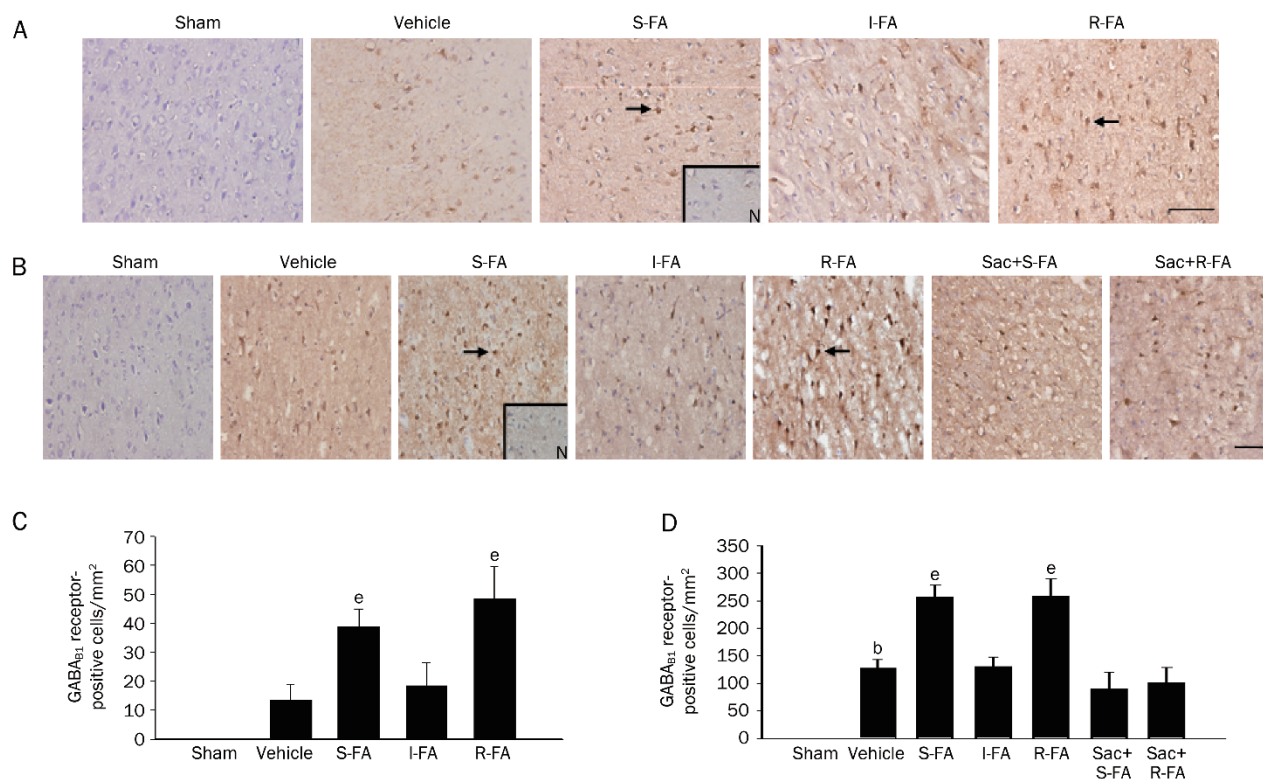 A
Sham Vehicle S-FA I-FA R-FA
N
B
Sham Vehicle S-FA I-FA R-FA Sac+S-FA Sac+R-FA
N
C
GABAB1 receptor-
positive cells/mm2
70
60
50
40
30
20
10
0
e
e
Sham Vehicle S-FA I-FA R-FA
D
GABAB1 receptor-
positive cells/mm2
350
300
250
200
150
100
50
0
b
e
e
Sham Vehicle S-FA I-FA R-FA Sac+ Sac+
S-FA R-FA